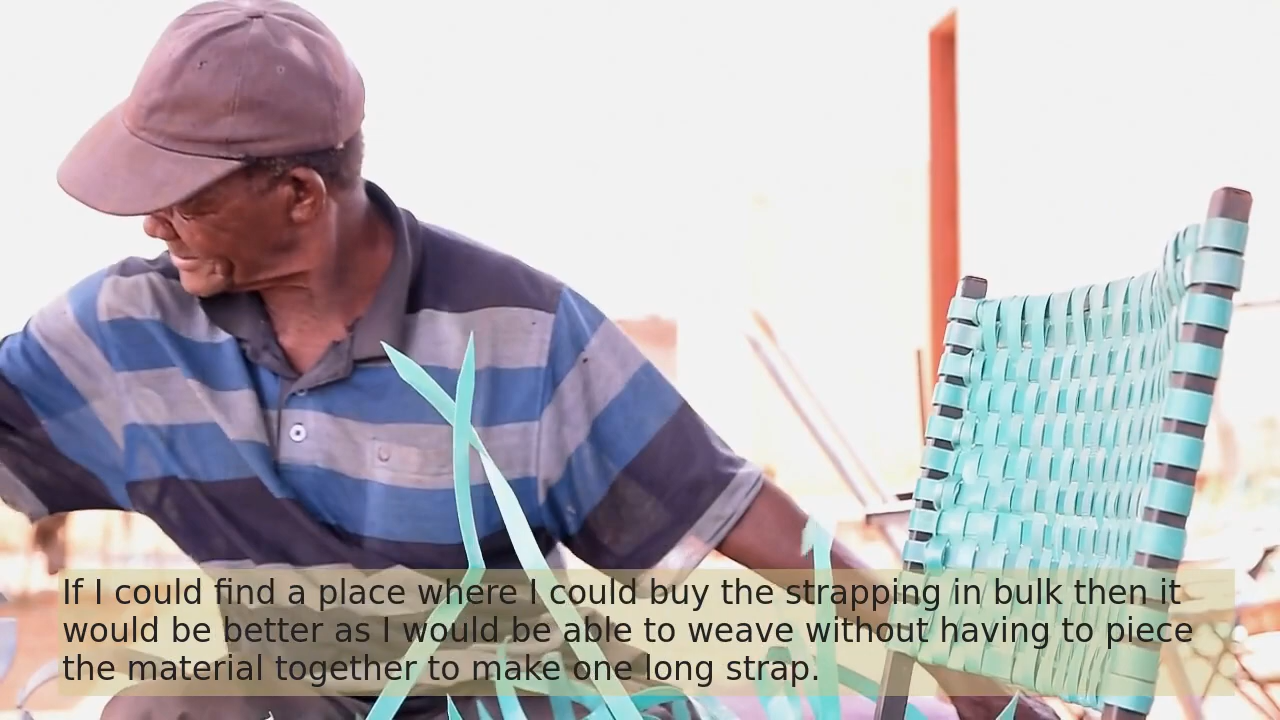 If I could find a place where I could buy the strapping in bulk then it
would be better as I would be able to weave without having to piece
the material together to make one long strap.